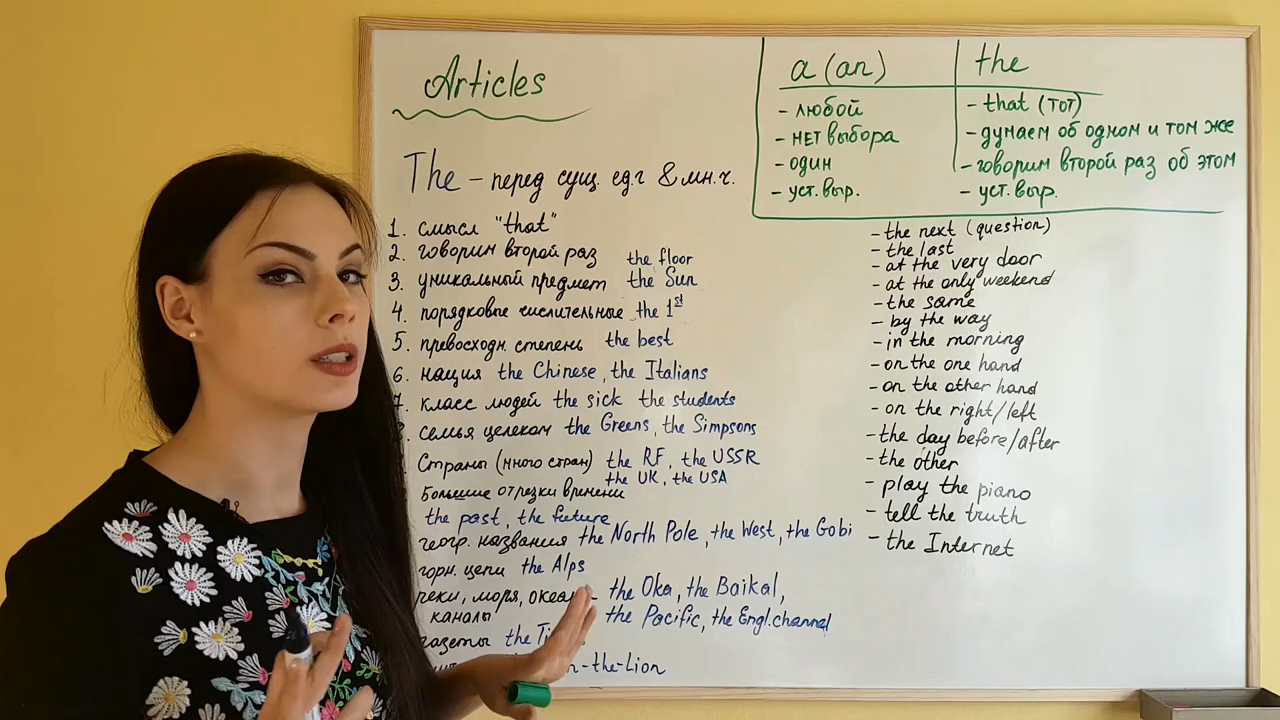 Articles
a (an)
- любой
- нет выбора
- один
- уст. выр.
the
- that (тот)
- думаем об одном и том же
- говорим второй раз об этом
- уст. выр.
The - перед сущ. ед.ч & мн.ч.
1. смысл "that"
2. говорим второй раз the floor
3 уникальный предмет the Sun
4 порядковые числительные the 1st
5. превосходн степень the best
6. нация the Chinese, the Italians
7. класс людей the sick the students
семья целеком the Greens, the Simpsons
Страны (много стран) the RF, the USSR
the UK, the USA
Большие отрезки времени
the past, the future
геогр. названия the North Pole, the West, the Gobi
горн. цепи the Alps
реки, моря, the Oka, the Baikal,
каналы the Pacific, the Engl. channel
газеты the
-the-Lion
- the next (question)
- the last
- at the very door
- at the only weekend
- the same
- by the way
- in the morning
- on the one hand
- on the other hand
- on the right/left
- the day before/after
- the other
- play the piano
- tell the truth
- the Internet